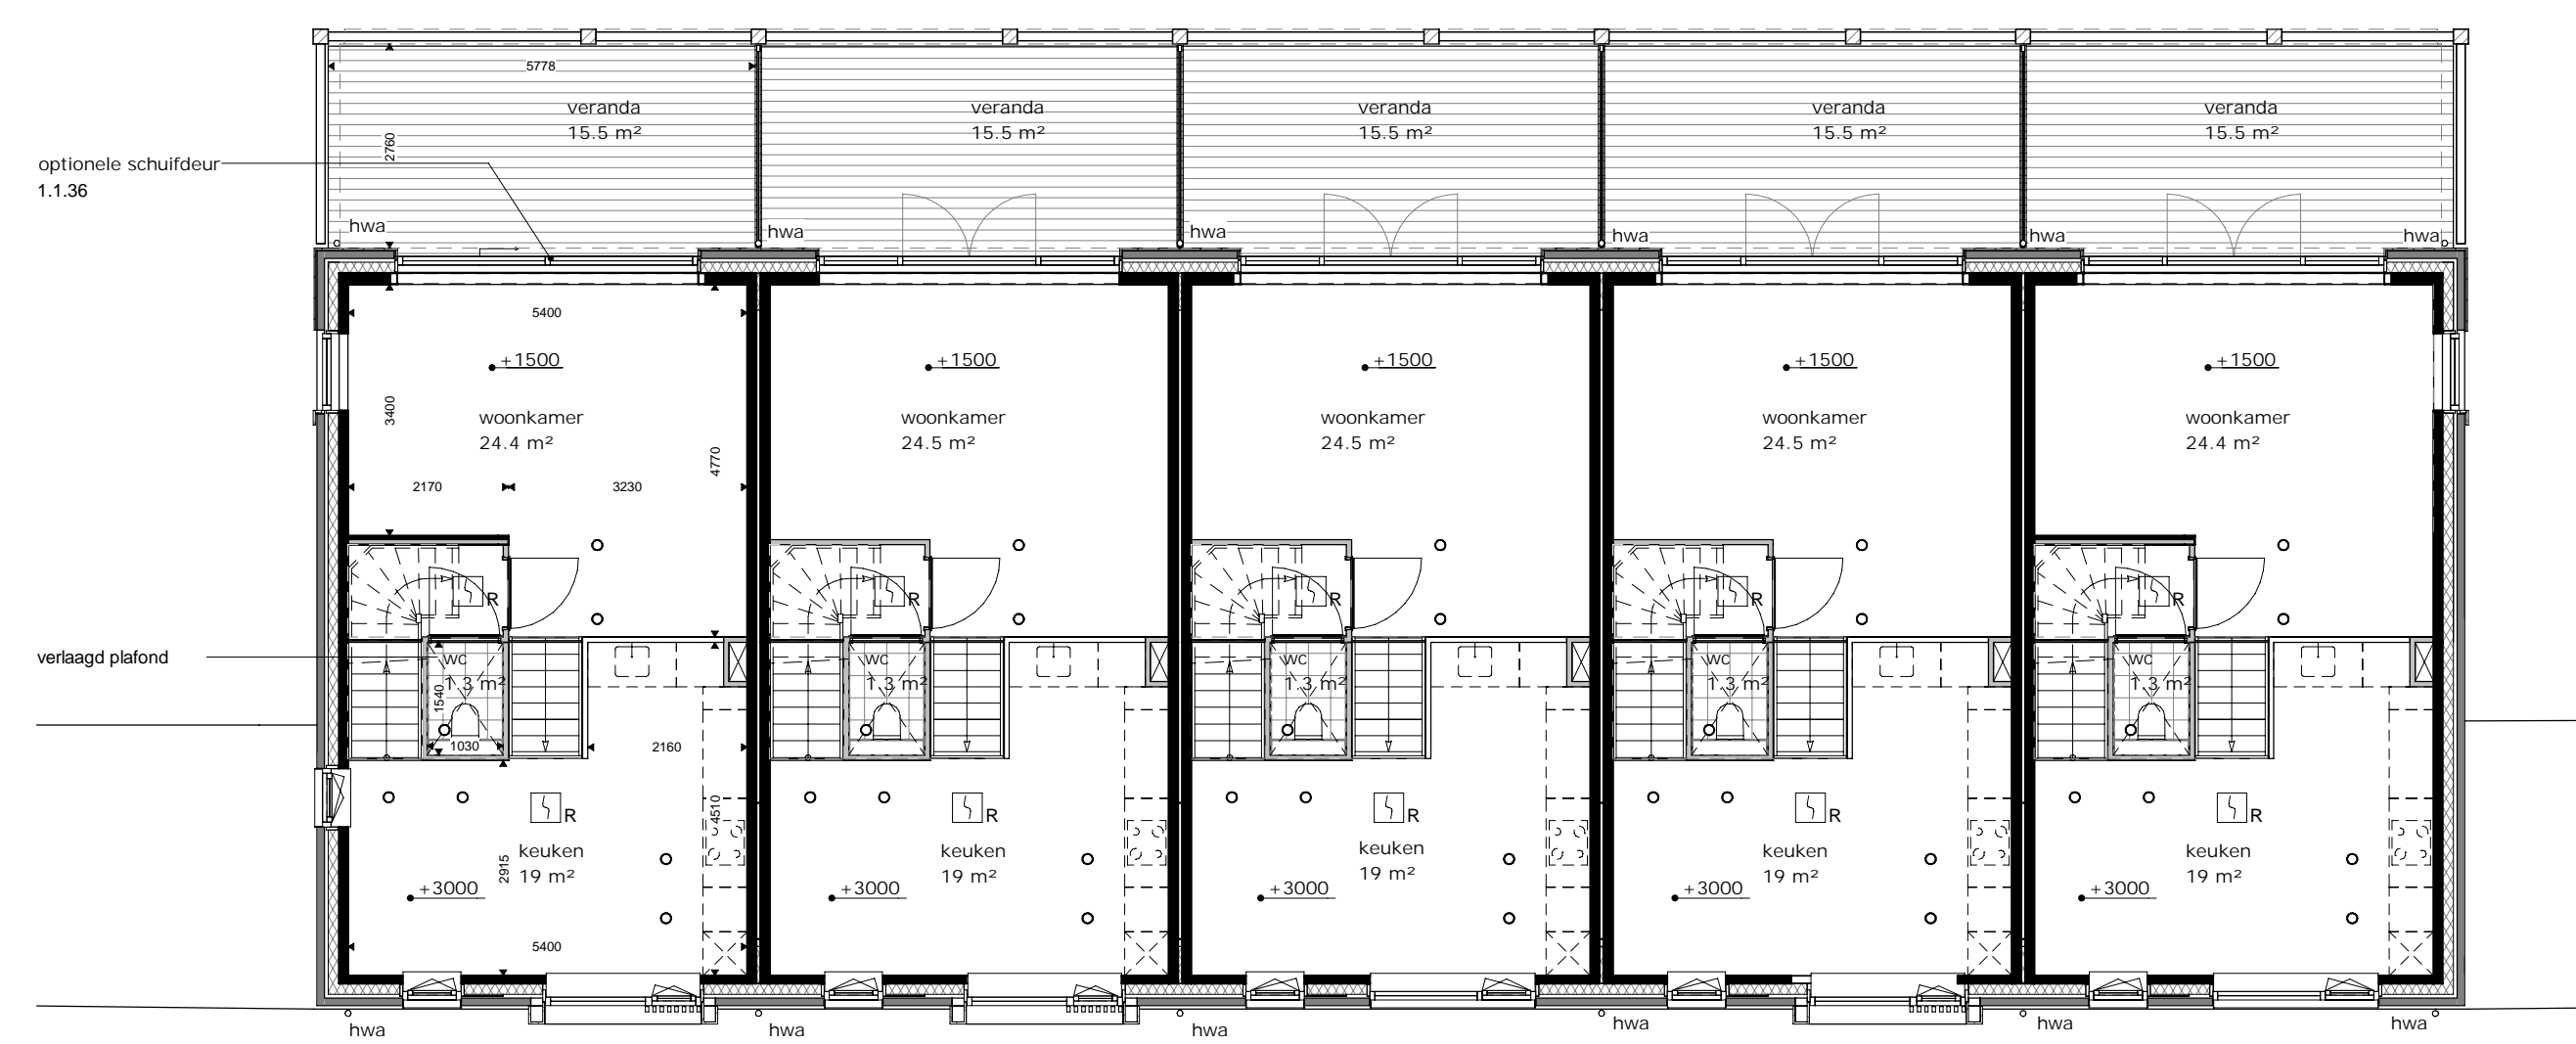 5778
veranda
15.5 m²
veranda
15.5 m²
veranda
15.5 m²
veranda
15.5 m²
veranda
15.5 m²
2760
optionele schuifdeur
1.1.36
hwa
hwa
hwa
hwa
hwa
hwa
5400
+1500
+1500
+1500
+1500
+1500
3400
woonkamer
24.4 m²
woonkamer
24.5 m²
woonkamer
24.5 m²
woonkamer
24.5 m²
woonkamer
24.4 m²
4770
2170
3230
R
R
R
R
R
verlaagd plafond
wc
1.3 m²
wc
1.3 m²
wc
1.3 m²
wc
1.3 m²
wc
1.3 m²
1540
1030
2160
4510
R
R
R
R
R
2915
keuken
19 m²
keuken
19 m²
keuken
19 m²
keuken
19 m²
keuken
19 m²
+3000
+3000
+3000
+3000
+3000
5400
hwa
hwa
hwa
hwa
hwa
hwa